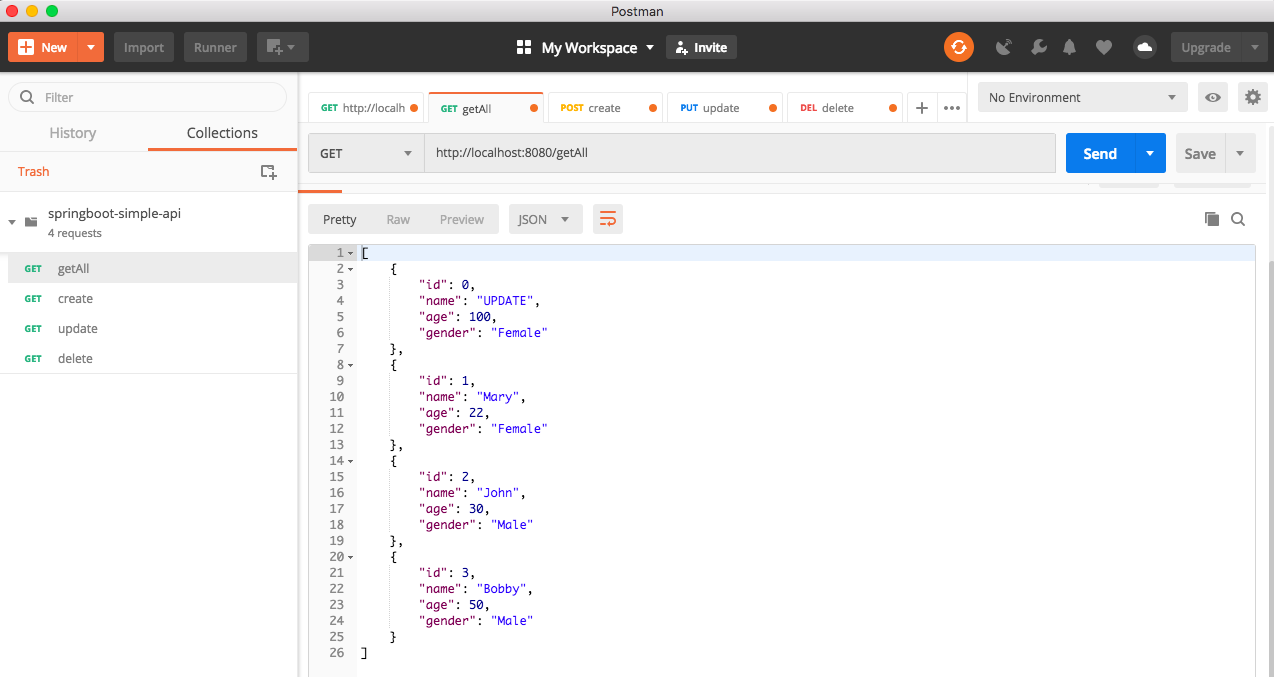 Postman
New Import Runner My Workspace Invite Upgrade
Filter
History Collections
Trash
springboot-simple-api
4 requests
GET getAll
GET create
GET update
GET delete
GET http://localh GET getAll POST create PUT update DEL delete No Environment
GET http://localhost:8080/getAll Send Save
Pretty Raw Preview JSON
1 [
2 {
3 "id": 0,
4 "name": "UPDATE",
5 "age": 100,
6 "gender": "Female"
7 },
8 {
9 "id": 1,
10 "name": "Mary",
11 "age": 22,
12 "gender": "Female"
13 },
14 {
15 "id": 2,
16 "name": "John",
17 "age": 30,
18 "gender": "Male"
19 },
20 {
21 "id": 3,
22 "name": "Bobby",
23 "age": 50,
24 "gender": "Male"
25 }
26 ]